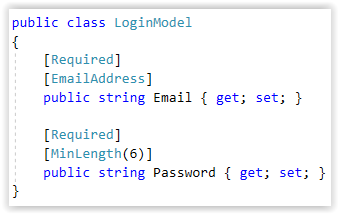 public class LoginModel
{
    [Required]
    [EmailAddress]
    public string Email { get; set; }

    [Required]
    [MinLength(6)]
    public string Password { get; set; }
}